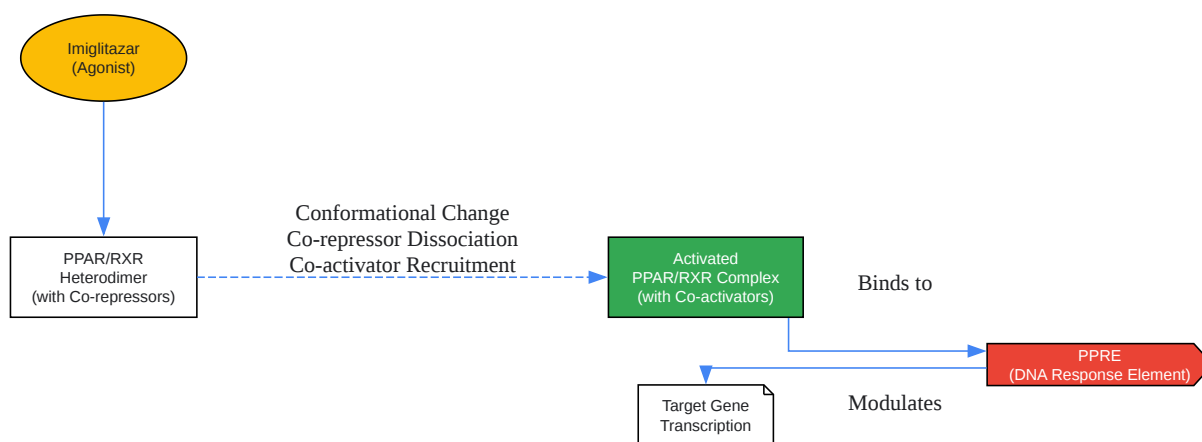 Imiglitazar
(Agonist)
Conformational Change
Co-repressor Dissociation
Co-activator Recruitment
PPAR/RXR
Heterodimer
(with Co-repressors)
Activated
PPAR/RXR Complex
(with Co-activators)
Binds to
PPRE
(DNA Response Element)
Modulates
Target Gene
Transcription